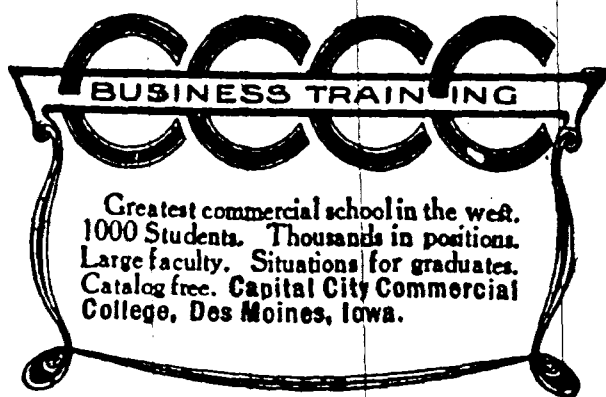 CCCC
BUSINESS TRAINING
Greatest commercial school in the west.
1000 Students. Thousands in positions.
Large faculty. Situations for graduates.
Catalog free. Capital City Commercial
College, Des Moines, Iowa.